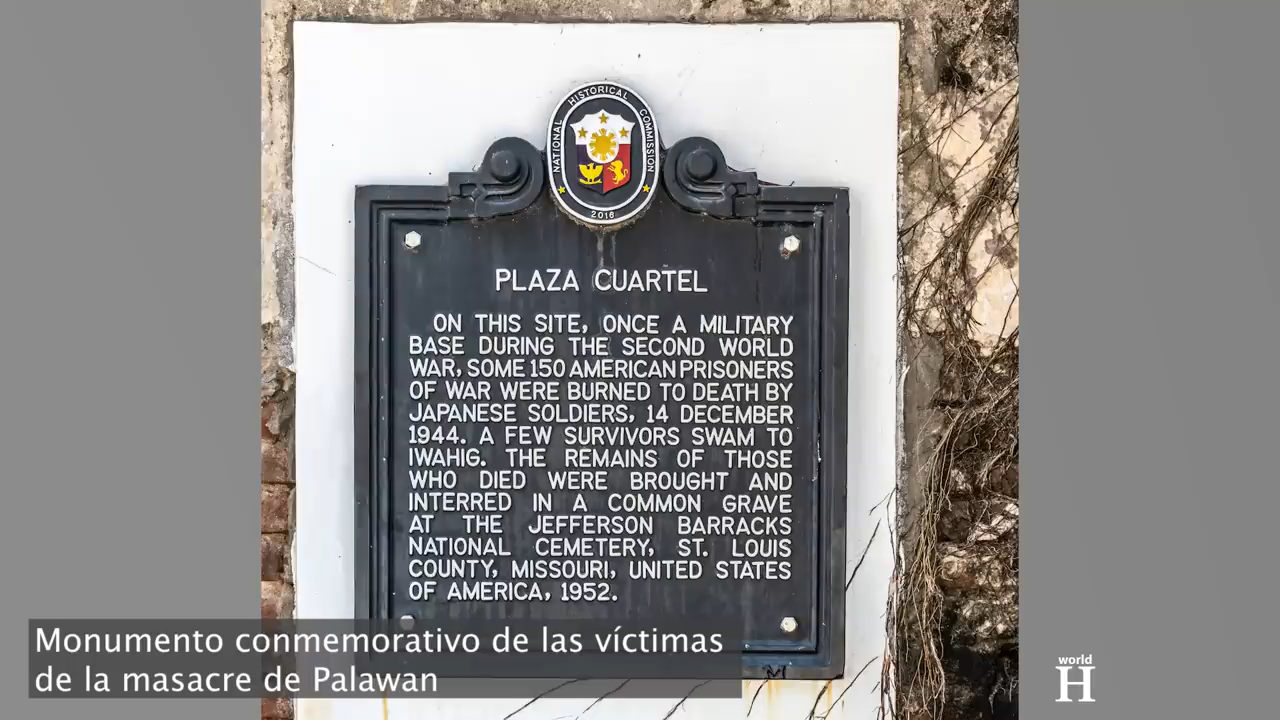 NATIONAL HISTORICAL COMMISSION
2016
PLAZA CUARTEL
ON THIS SITE, ONCE A MILITARY
BASE DURING THE SECOND WORLD
WAR, SOME 150 AMERICAN PRISONERS
OF WAR WERE BURNED TO DEATH BY
JAPANESE SOLDIERS, 14 DECEMBER
1944. A FEW SURVIVORS SWAM TO
IWAHIG. THE REMAINS OF THOSE
WHO DIED WERE BROUGHT AND
INTERRED IN A COMMON GRAVE
AT THE JEFFERSON BARRACKS
NATIONAL CEMETERY, ST. LOUIS
COUNTY, MISSOURI, UNITED STATES
OF AMERICA, 1952.
Monumento conmemorativo de las víctimas
de la masacre de Palawan
world
H